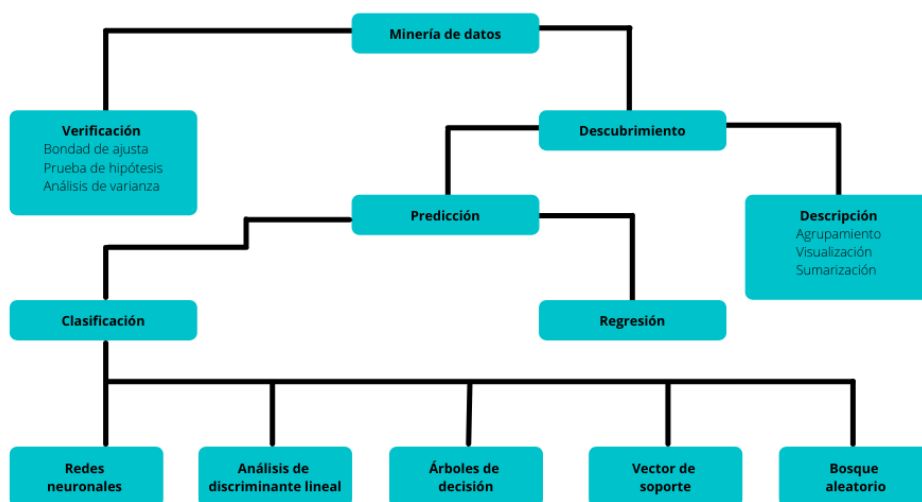 Minería de datos
Verificación
Bondad de ajusta
Prueba de hipótesis
Análisis de varianza
Descubrimiento
Predicción
Descripción
Agrupamiento
Visualización
Sumarización
Clasificación
Regresión
Redes
neuronales
Análisis de
discriminante lineal
Árboles de
decisión
Vector de
soporte
Bosque
aleatorio